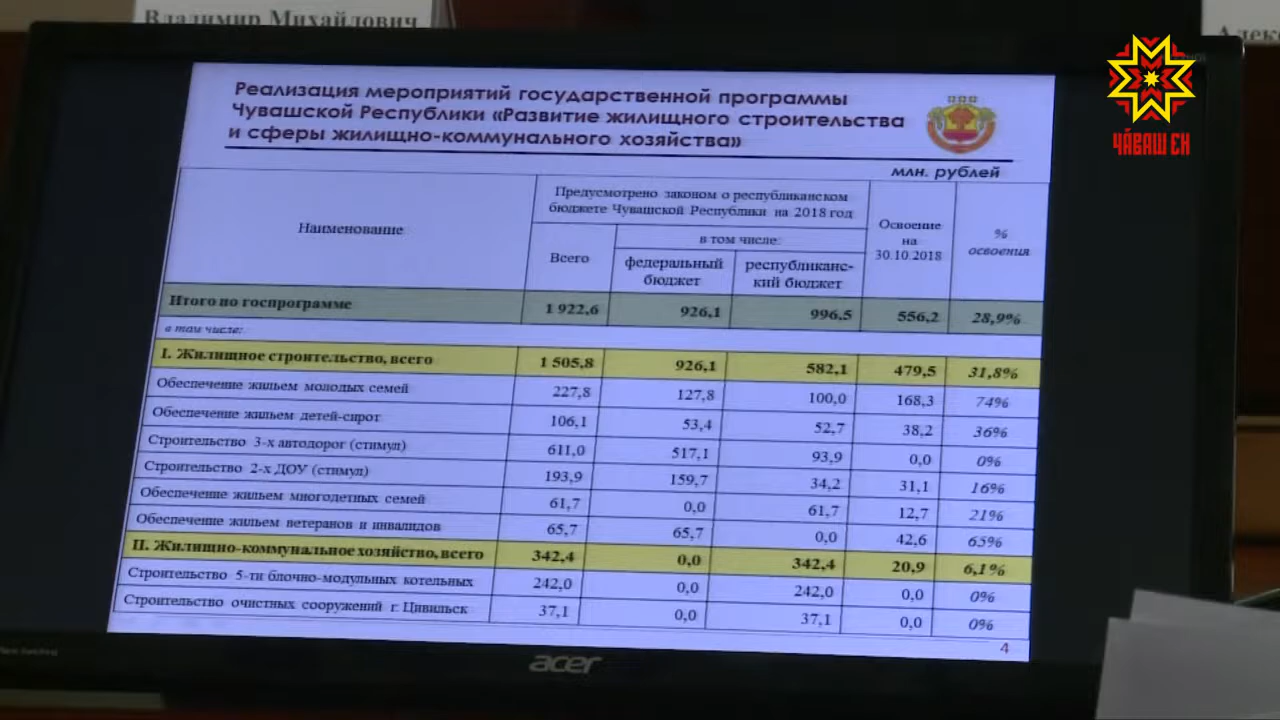 Владимир Михайлович
Алекс
ЧӐВАШ ЕН
Реализация мероприятий государственной программы
Чувашской Республики «Развитие жилищного строительства
и сферы жилищно-коммунального хозяйства»
млн. рублей
Наименование
Предусмотрено законом о республиканском
бюджете Чувашской Республики на 2018 год
Всего
в том числе:
федеральный
бюджет
республиканс-
кий бюджет
Освоение
на
30.10.2018
%
освоения
Итого по госпрограмме 1 922,6 926,1 996,5 556,2 28,9%
в том числе:
I. Жилищное строительство, всего 1 505,8 926,1 582,1 479,5 31,8%
Обеспечение жильем молодых семей 227,8 127,8 100,0 168,3 74%
Обеспечение жильем детей-сирот 106,1 53,4 52,7 38,2 36%
Строительство 3-х автодорог (стимул) 611,0 517,1 93,9 0,0 0%
Строительство 2-х ДОУ (стимул) 193,9 159,7 34,2 31,1 16%
Обеспечение жильем многодетных семей 61,7 0,0 61,7 12,7 21%
Обеспечение жильем ветеранов и инвалидов 65,7 65,7 0,0 42,6 65%
II. Жилищно-коммунальное хозяйство, всего 342,4 0,0 342,4 20,9 6,1%
Строительство 5-ти блочно-модульных котельных 242,0 0,0 242,0 0,0 0%
Строительство очистных сооружений г. Цивильск 37,1 0,0 37,1 0,0 0%
4
acer